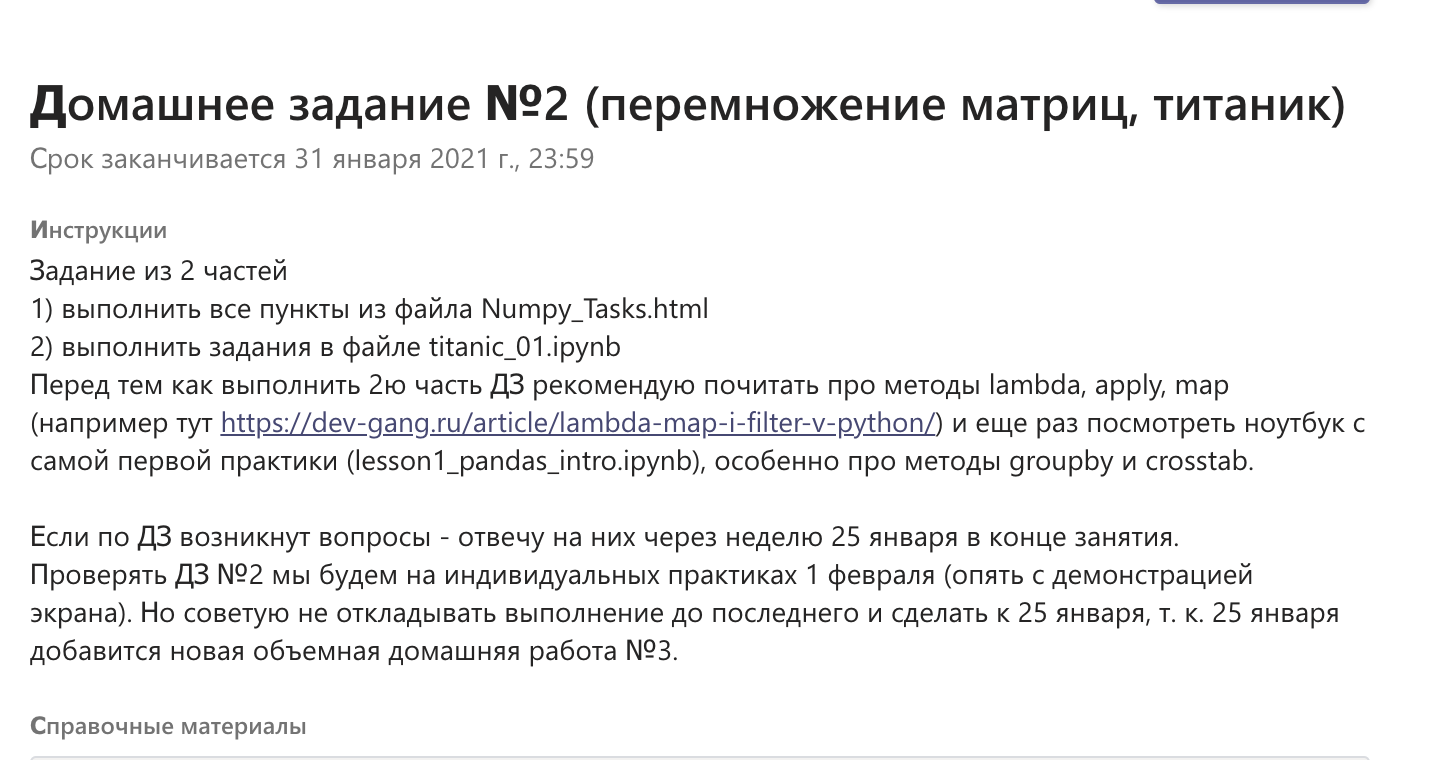 Домашнее задание №2 (перемножение матриц, титаник)
Срок заканчивается 31 января 2021 г., 23:59
Инструкции
Задание из 2 частей
1) выполнить все пункты из файла Numpy_Tasks.html
2) выполнить задания в файле titanic_01.ipynb
Перед тем как выполнить 2ю часть ДЗ рекомендую почитать про методы lambda, apply, map
(например тут https://dev-gang.ru/article/lambda-map-i-filter-v-python/) и еще раз посмотреть ноутбук с
самой первой практики (lesson1_pandas_intro.ipynb), особенно про методы groupby и crosstab.
Если по ДЗ возникнут вопросы - отвечу на них через неделю 25 января в конце занятия.
Проверять ДЗ №2 мы будем на индивидуальных практиках 1 февраля (опять с демонстрацией
экрана). Но советую не откладывать выполнение до последнего и сделать к 25 января, т. к. 25 января
добавится новая объемная домашняя работа №3.
Справочные материалы